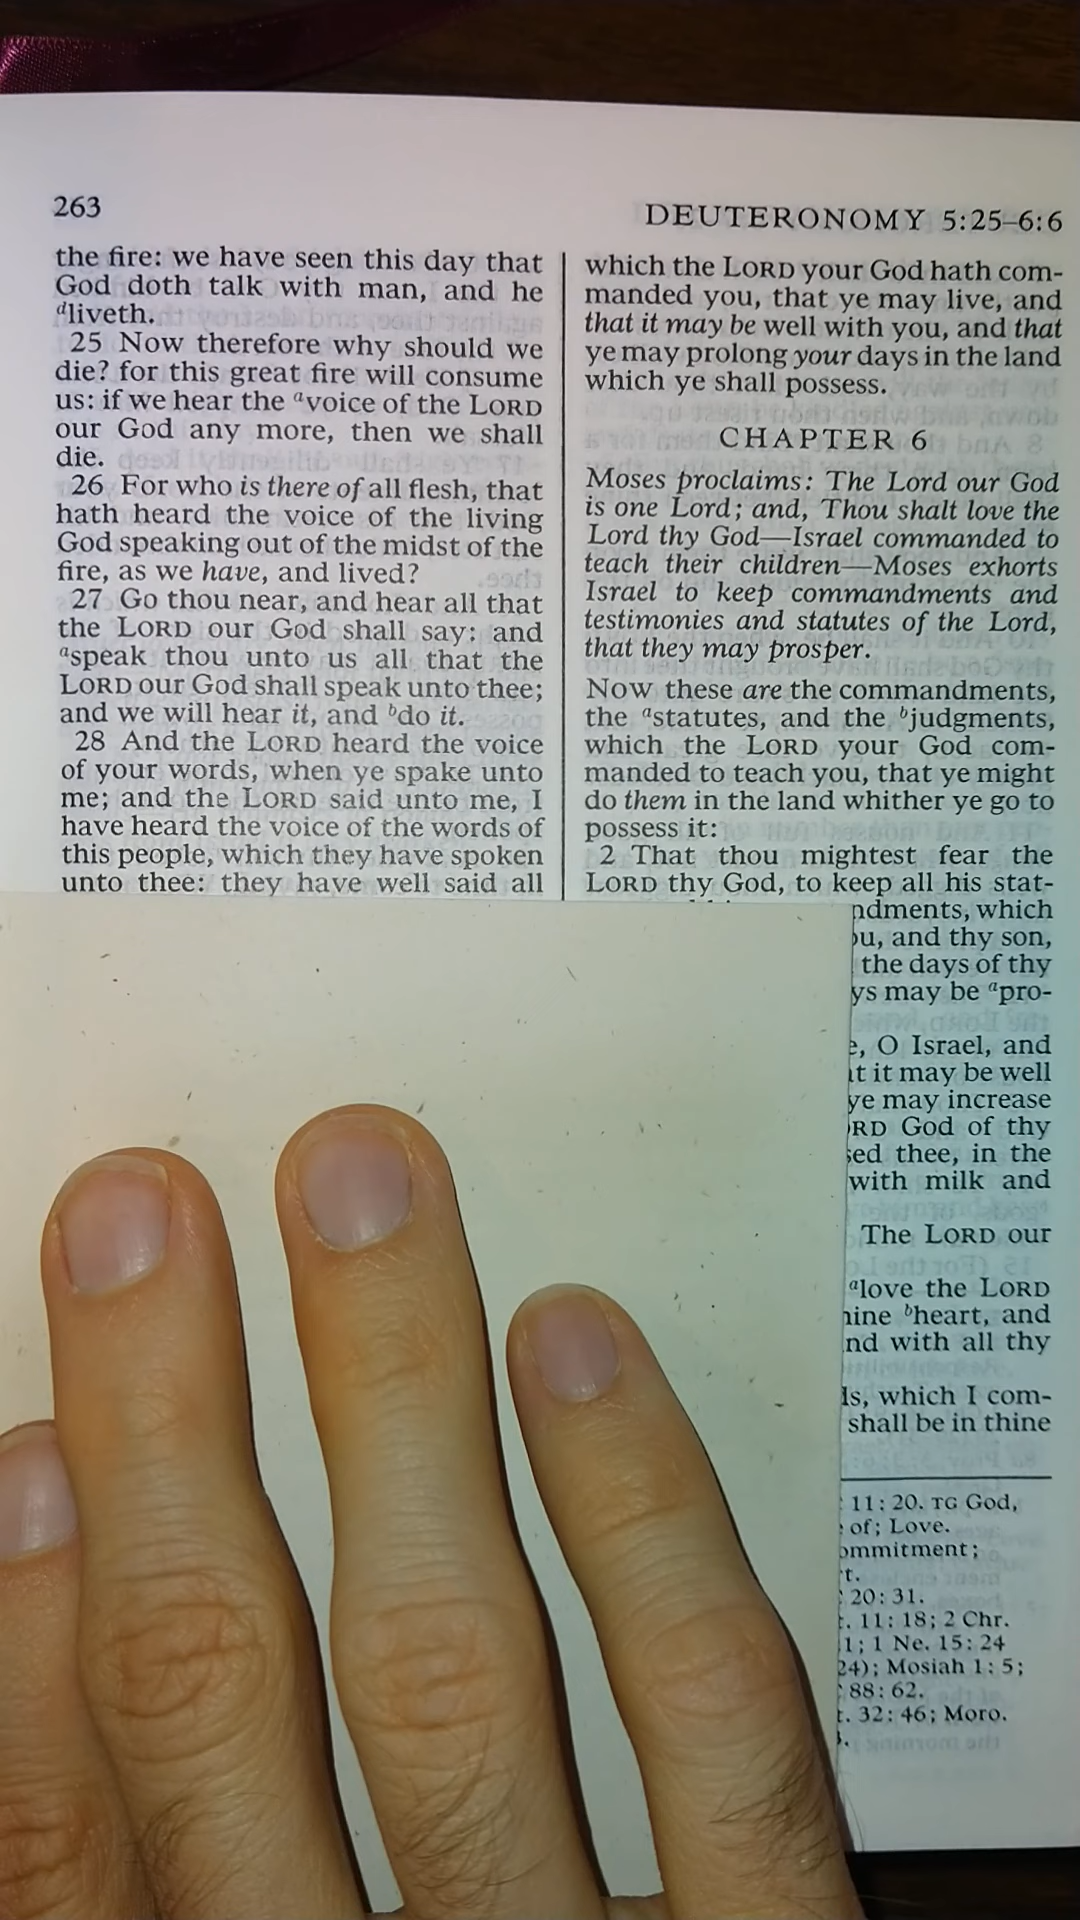 263
DEUTERONOMY 5:25–6:6
the fire: we have seen this day that
God doth talk with man, and he
dliveth.
25 Now therefore why should we
die? for this great fire will consume
us: if we hear the avoice of the LORD
our God any more, then we shall
die.
26 For who is there of all flesh, that
hath heard the voice of the living
God speaking out of the midst of the
fire, as we have, and lived?
27 Go thou near, and hear all that
the LORD our God shall say: and
aspeak thou unto us all that the
LORD our God shall speak unto thee;
and we will hear it, and bdo it.
28 And the LORD heard the voice
of your words, when ye spake unto
me; and the LORD said unto me, I
have heard the voice of the words of
this people, which they have spoken
unto thee: they have well said all
which the LORD your God hath com-
manded you, that ye may live, and
that it may be well with you, and that
ye may prolong your days in the land
which ye shall possess.
CHAPTER 6
Moses proclaims: The Lord our God
is one Lord; and, Thou shalt love the
Lord thy God—Israel commanded to
teach their children—Moses exhorts
Israel to keep commandments and
testimonies and statutes of the Lord,
that they may prosper.
Now these are the commandments,
the astatutes, and the bjudgments,
which the LORD your God com-
manded to teach you, that ye might
do them in the land whither ye go to
possess it:
2 That thou mightest fear the
LORD thy God, to keep all his stat-
which
and thy son,
the days of thy
may be apro-
O Israel, and
it may be well
ye may increase
God of thy
thee, in the
with milk and
The LORD our
alove the LORD
bheart, and
with all thy
which I com-
shall be in thine
11:20. TG God,
of; Love.
20:31.
11:18; 2 Chr.
1 Ne. 15:24
Mosiah 1:5;
88:62.
32:46; Moro.